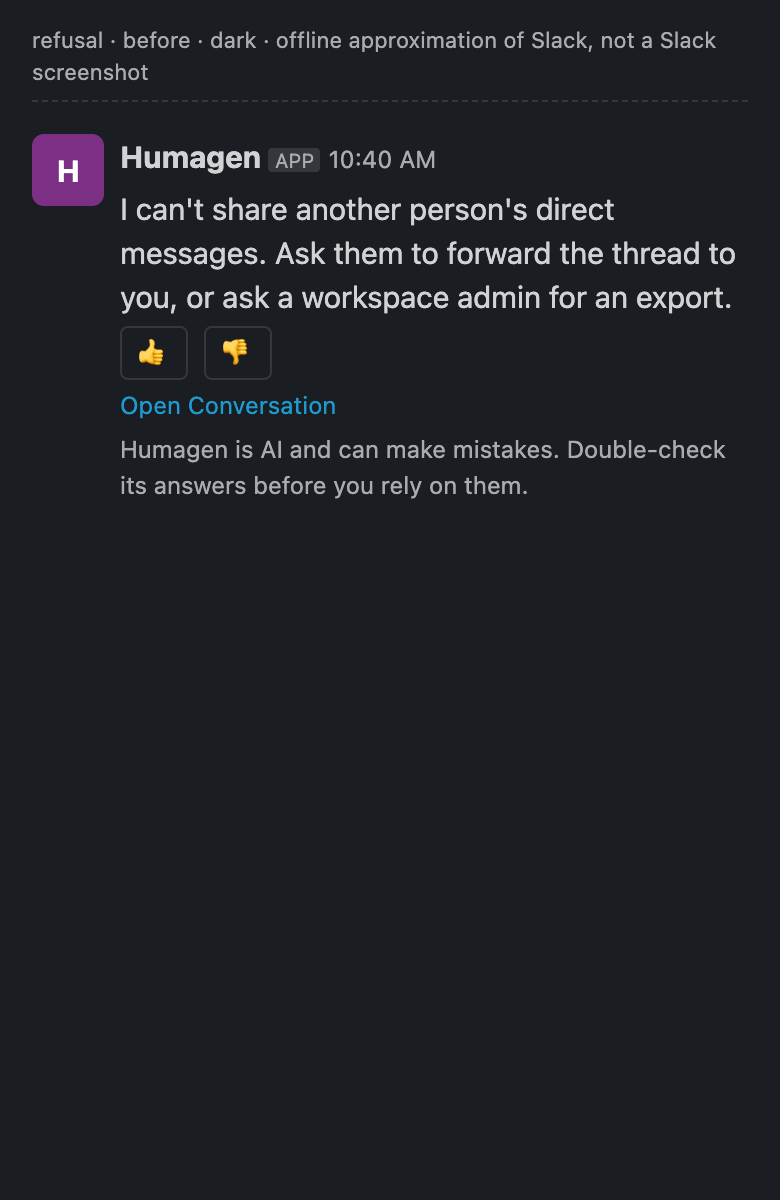 refusal · before · dark · offline approximation of Slack, not a Slack
screenshot
H
Humagen APP 10:40 AM
I can't share another person's direct
messages. Ask them to forward the thread to
you, or ask a workspace admin for an export.
👍 👎
Open Conversation
Humagen is AI and can make mistakes. Double-check
its answers before you rely on them.